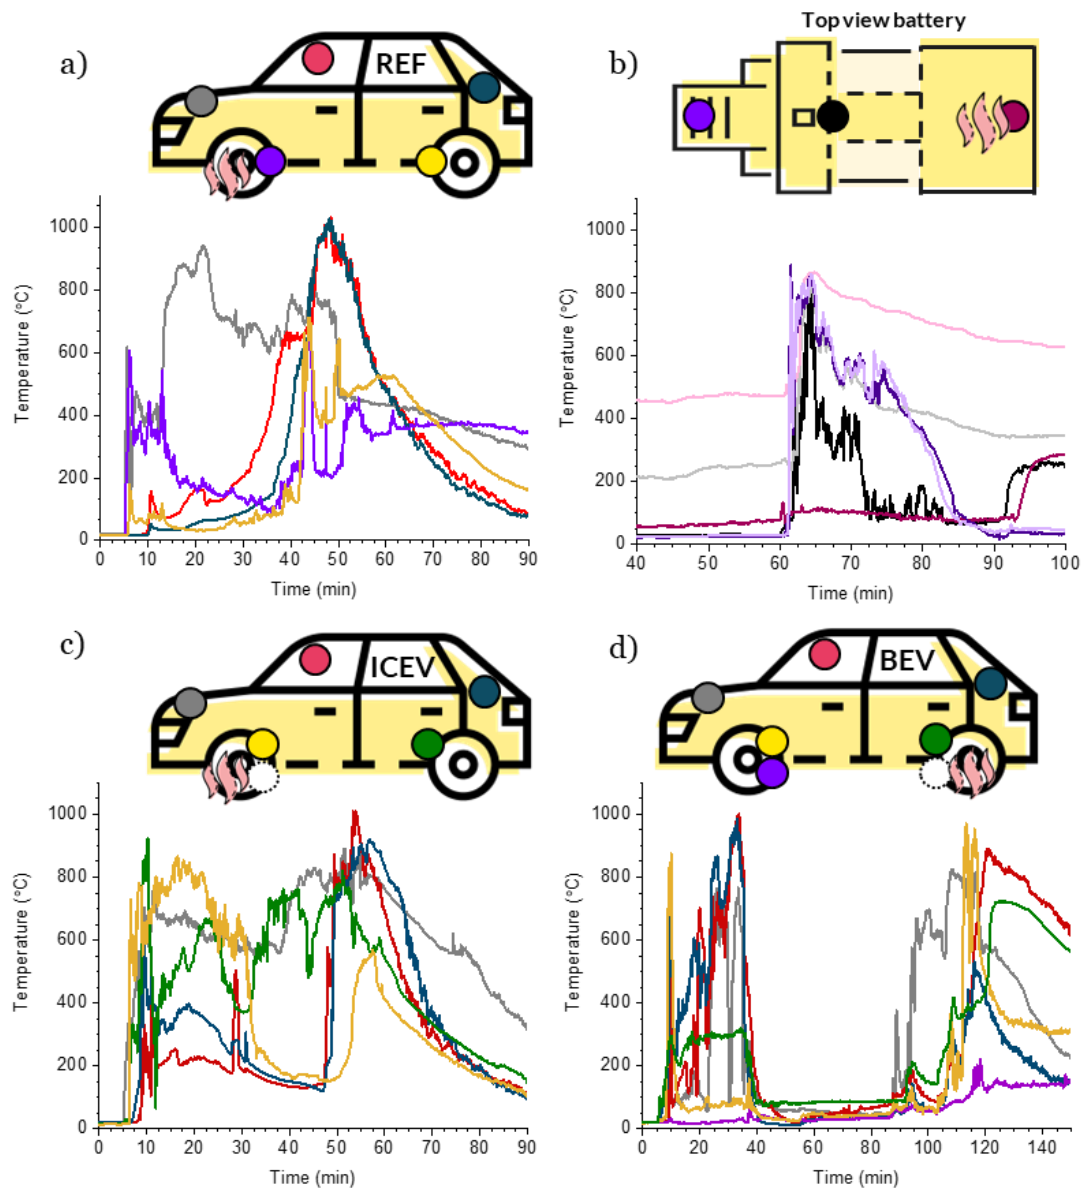 Top view battery
a)
REF
b)
1000
800
600
400
200
0
Temperature (°C)
0 10 20 30 40 50 60 70 80 90
Time (min)
1000
800
600
400
200
0
Temperature (°C)
40 50 60 70 80 90 100
Time (min)
c)
ICEV
d)
BEV
1000
800
600
400
200
0
Temperature (°C)
0 10 20 30 40 50 60 70 80 90
Time (min)
1000
800
600
400
200
0
Temperature (°C)
0 20 40 60 80 100 120 140
Time (min)